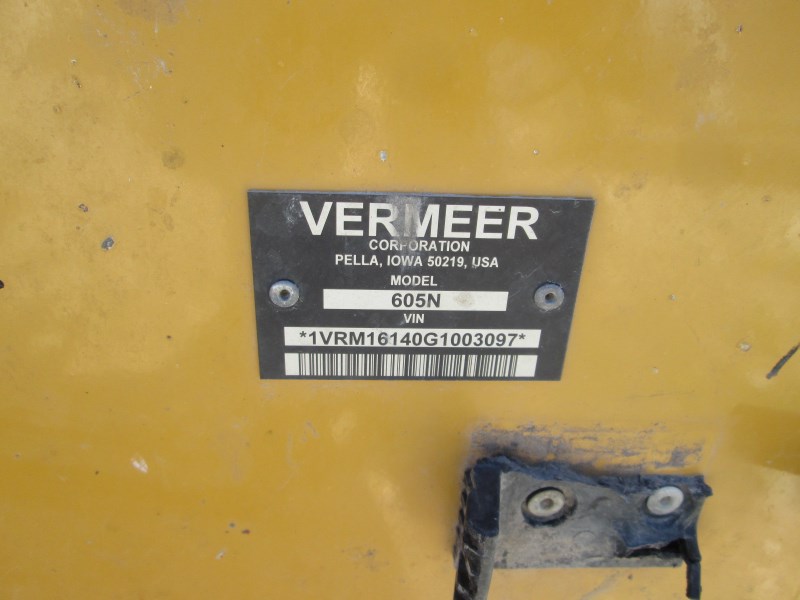 VERMEER
CORPORATION
PELLA, IOWA 50219, USA
MODEL
605N
VIN
*1VRM16140G1003097*